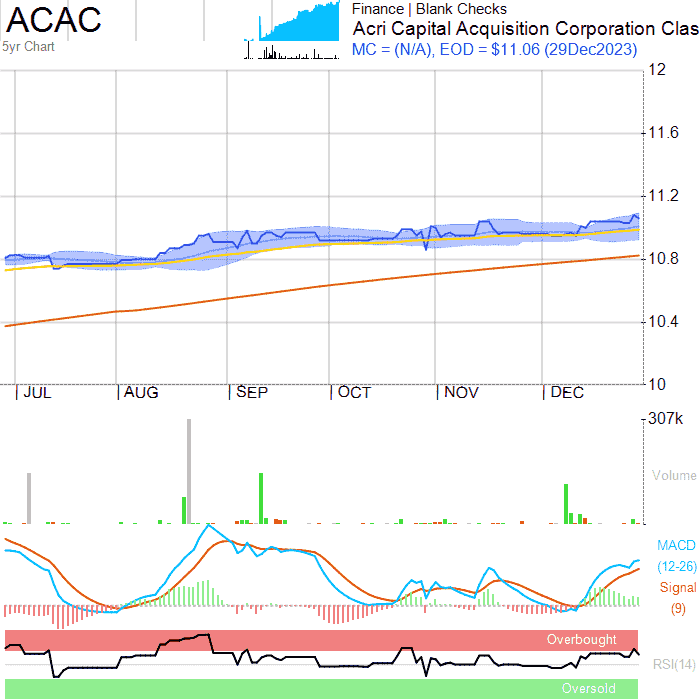 ACAC
5yr Chart
Finance | Blank Checks
Acri Capital Acquisition Corporation Clas
MC = (N/A), EOD = $11.06 (29Dec2023)
12
11.6
11.2
10.8
10.4
10
JUL AUG SEP OCT NOV DEC
307k
Volume
MACD
(12-26)
Signal
(9)
Overbought
RSI(14)
Oversold